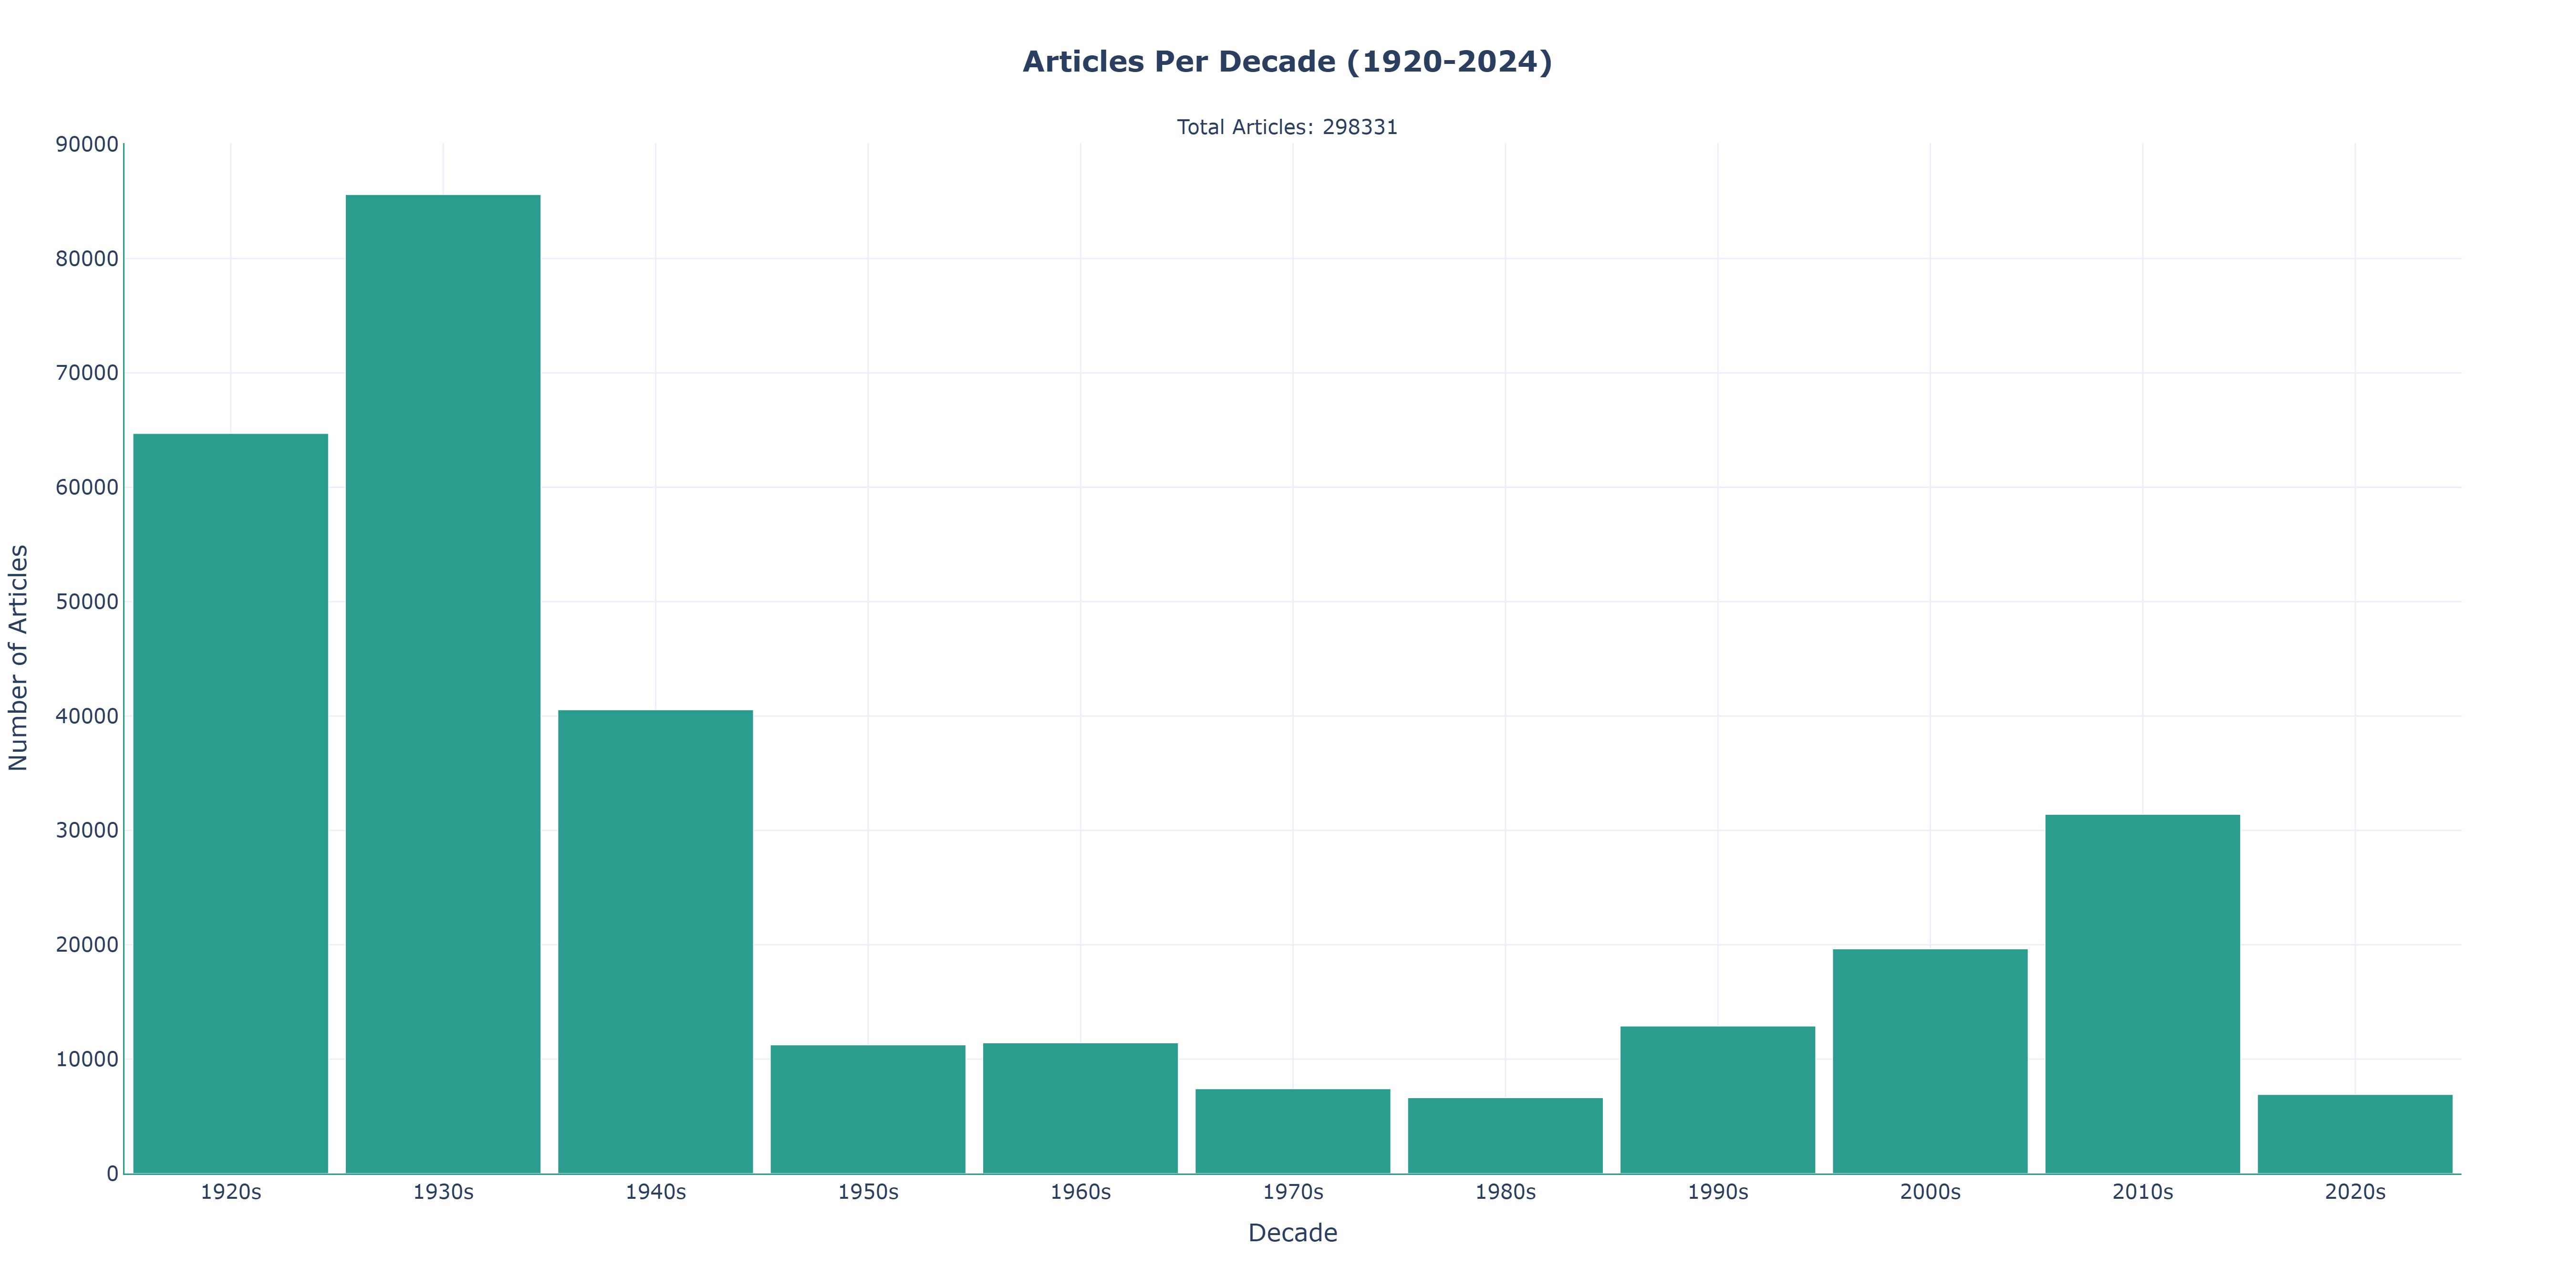 Articles Per Decade (1920-2024)
Total Articles: 298331
90000
80000
70000
60000
50000
40000
30000
20000
10000
0
Number of Articles
1920s 1930s 1940s 1950s 1960s 1970s 1980s 1990s 2000s 2010s 2020s
Decade